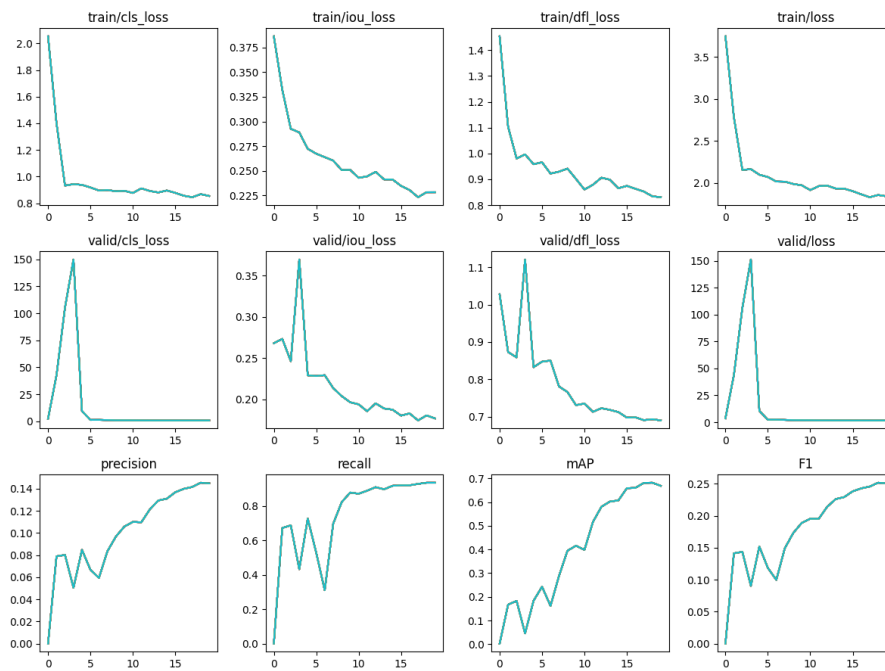 train/cls_loss train/iou_loss train/dfl_loss train/loss
2.0 0.375 1.4 3.5
1.8 0.350 1.3 3.0
1.6 0.325 1.2 2.5
1.4 0.300 1.1 2.0
1.2 0.275 1.0
1.0 0.250 0.9
0.8 0.225 0.8
0 5 10 15 0 5 10 15 0 5 10 15 0 5 10 15
valid/cls_loss valid/iou_loss valid/dfl_loss valid/loss
150 0.35 1.1 150
125 0.30 1.0 125
100 0.25 0.9 100
75 0.20 0.8 75
50 0.7 50
25 25
0 0
0 5 10 15 0 5 10 15 0 5 10 15 0 5 10 15
precision recall mAP F1
0.14 0.8 0.7 0.25
0.12 0.6 0.6 0.20
0.10 0.4 0.5 0.15
0.08 0.2 0.4 0.10
0.06 0.0 0.3 0.05
0.04 0.2 0.00
0.02 0.1
0.00 0.0
0 5 10 15 0 5 10 15 0 5 10 15 0 5 10 15